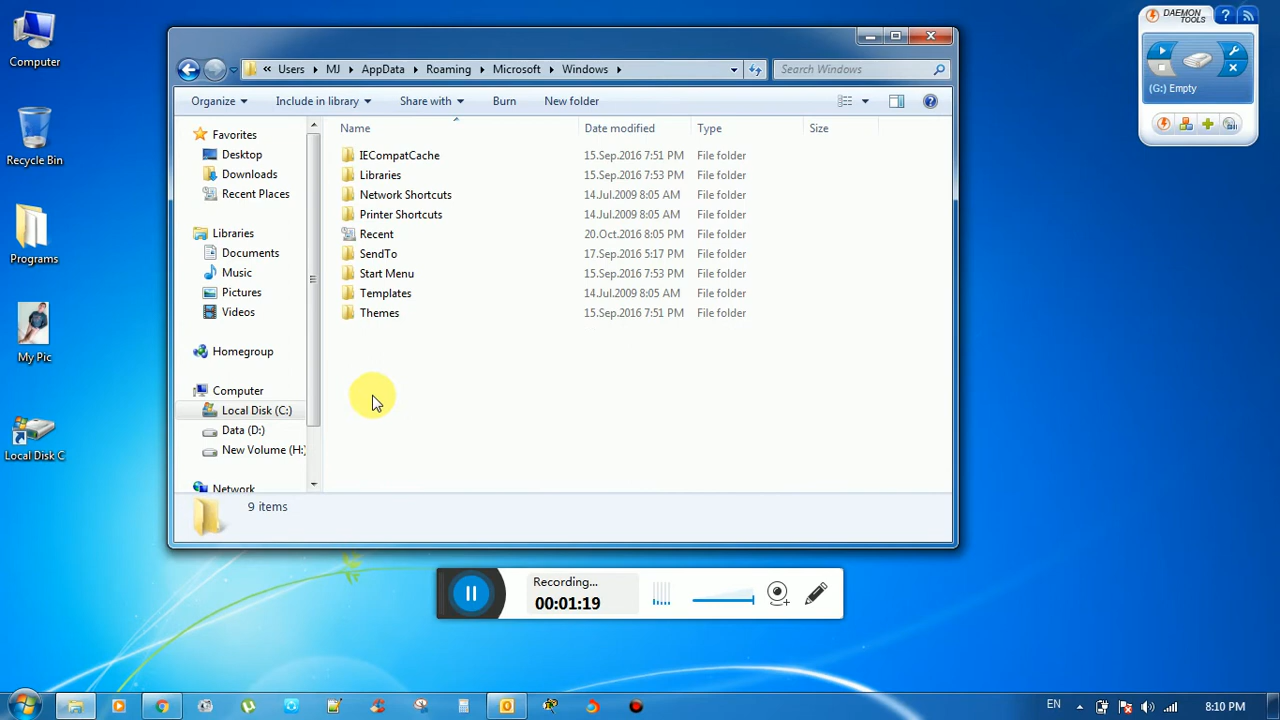 Computer
Recycle Bin
Programs
My Pic
Local Disk C
Users MJ AppData Roaming Microsoft Windows
Search Windows
Organize Include in library Share with Burn New folder
Name Date modified Type Size
Favorites
Desktop
Downloads
Recent Places
Libraries
Documents
Music
Pictures
Videos
Homegroup
Computer
Local Disk (C:)
Data (D:)
New Volume (H:)
Network
IECompatCache 15.Sep.2016 7:51 PM File folder
Libraries 15.Sep.2016 7:53 PM File folder
Network Shortcuts 14.Jul.2009 8:05 AM File folder
Printer Shortcuts 14.Jul.2009 8:05 AM File folder
Recent 20.Oct.2016 8:05 PM File folder
SendTo 17.Sep.2016 5:17 PM File folder
Start Menu 15.Sep.2016 7:53 PM File folder
Templates 14.Jul.2009 8:05 AM File folder
Themes 15.Sep.2016 7:51 PM File folder
9 items
DAEMON
TOOLS
(G:) Empty
Recording...
00:01:19
EN 8:10 PM